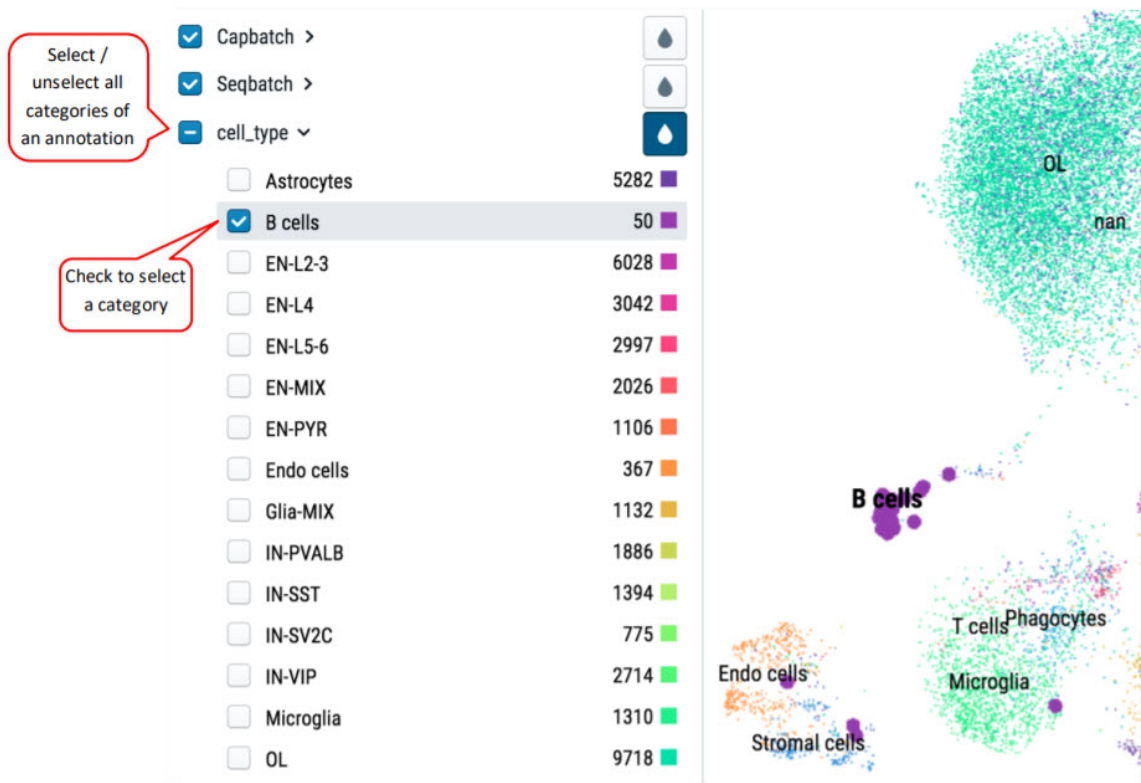 Select /
unselect all
categories of
an annotation
Check to select
a category
Capbatch
Seqbatch
cell_type
Astrocytes 5282
B cells 50
EN-L2-3 6028
EN-L4 3042
EN-L5-6 2997
EN-MIX 2026
EN-PYR 1106
Endo cells 367
Glia-MIX 1132
IN-PVALB 1886
IN-SST 1394
IN-SV2C 775
IN-VIP 2714
Microglia 1310
OL 9718
OL
nan
B cells
T cells
Phagocytes
Microglia
Endo cells
Stromal cells